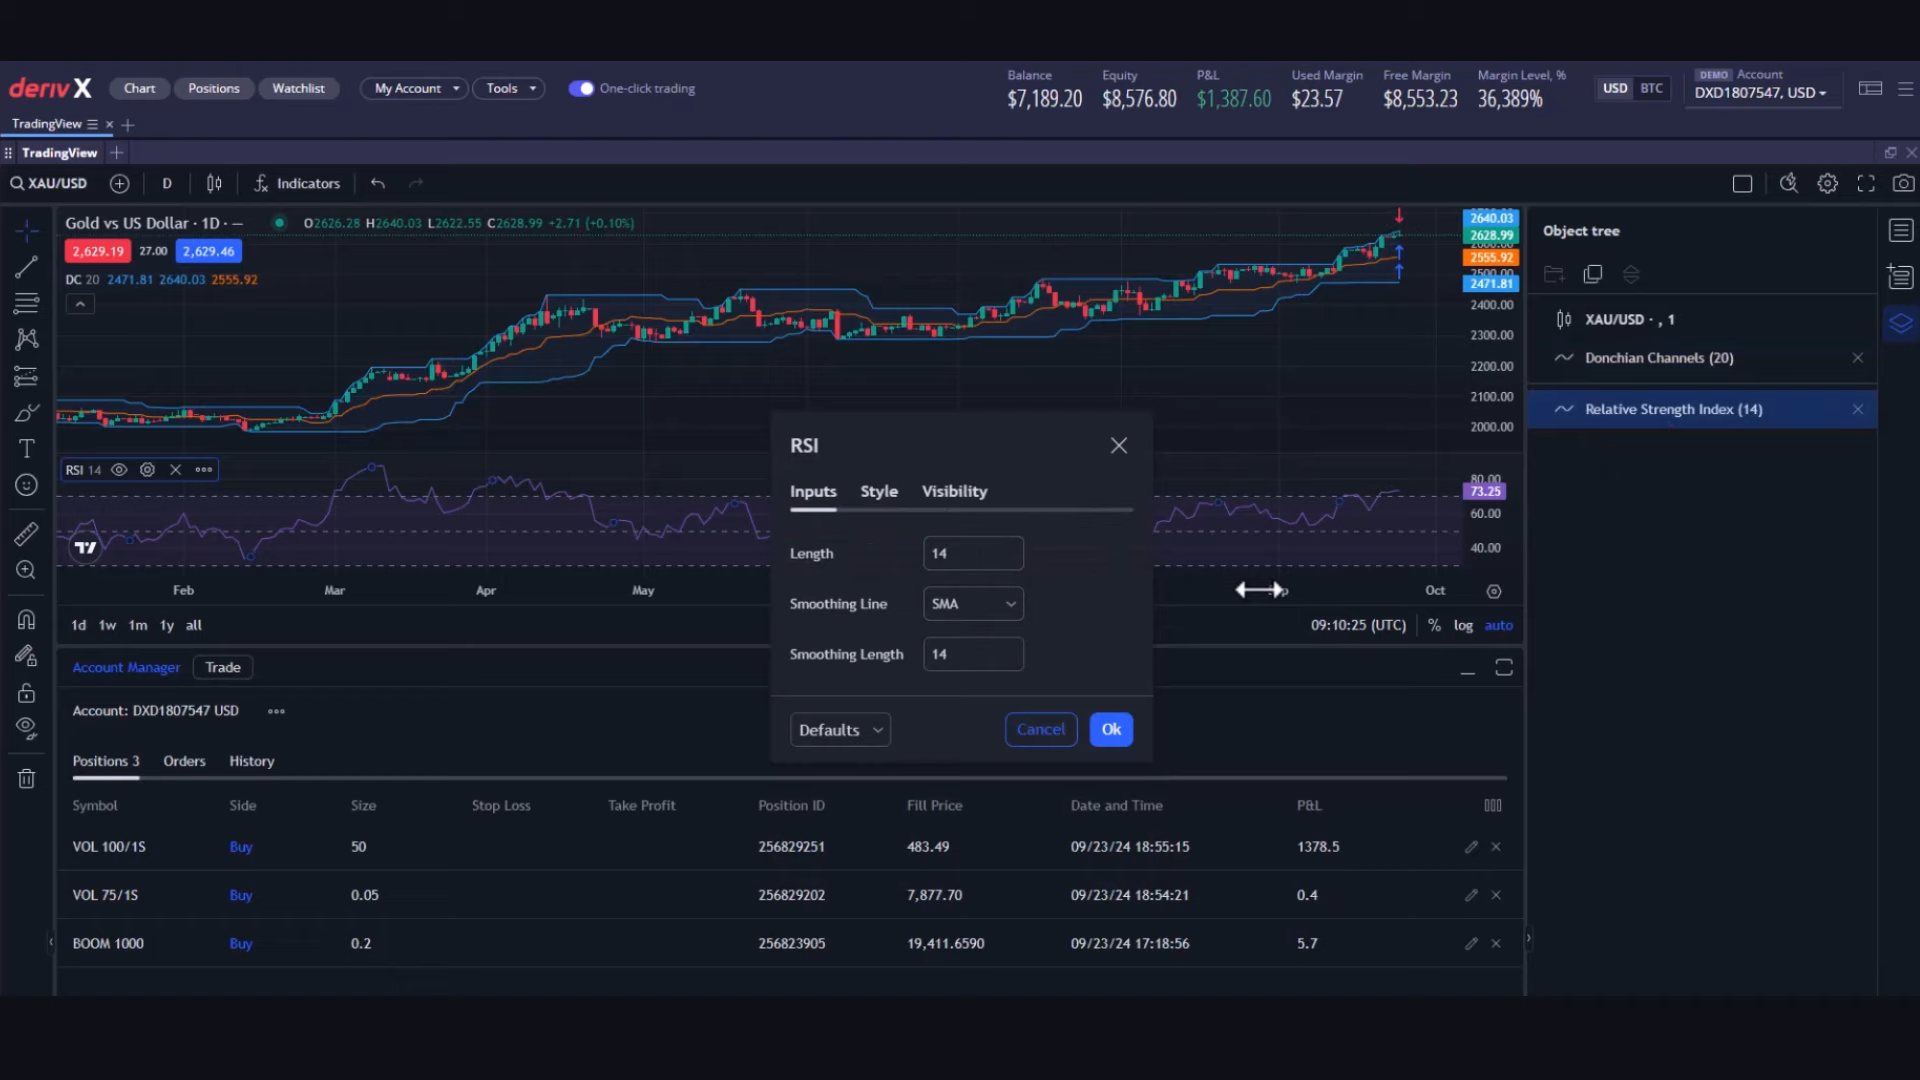 deriv X
Chart
Positions
Watchlist
My Account
Tools
One-click trading
Balance
$7,189.20
Equity
$8,576.80
P&L
$1,387.60
Used Margin
$23.57
Free Margin
$8,553.23
Margin Level, %
36,389%
USD BTC
DEMO Account
DXD1807547, USD
TradingView
TradingView
XAU/USD
D
Indicators
Gold vs US Dollar · 1D · —
O2626.28 H2640.03 L2622.55 C2628.99 +2.71 (+0.10%)
2,629.19 27.00 2,629.46
DC 20 2471.81 2640.03 2555.92
2640.03
2628.99
2555.92
2500.00
2471.81
2400.00
2300.00
2200.00
2100.00
2000.00
Object tree
XAU/USD · , 1
Donchian Channels (20)
Relative Strength Index (14)
RSI 14
80.00
73.25
60.00
40.00
Feb Mar Apr May Oct
1d 1w 1m 1y all
09:10:25 (UTC)
% log auto
RSI
Inputs Style Visibility
Length 14
Smoothing Line SMA
Smoothing Length 14
Defaults
Cancel
Ok
Account Manager
Trade
Account: DXD1807547 USD
Positions 3 Orders History
Symbol Side Size Stop Loss Take Profit Position ID Fill Price Date and Time P&L
VOL 100/1S Buy 50 256829251 483.49 09/23/24 18:55:15 1378.5
VOL 75/1S Buy 0.05 256829202 7,877.70 09/23/24 18:54:21 0.4
BOOM 1000 Buy 0.2 256823905 19,411.6590 09/23/24 17:18:56 5.7